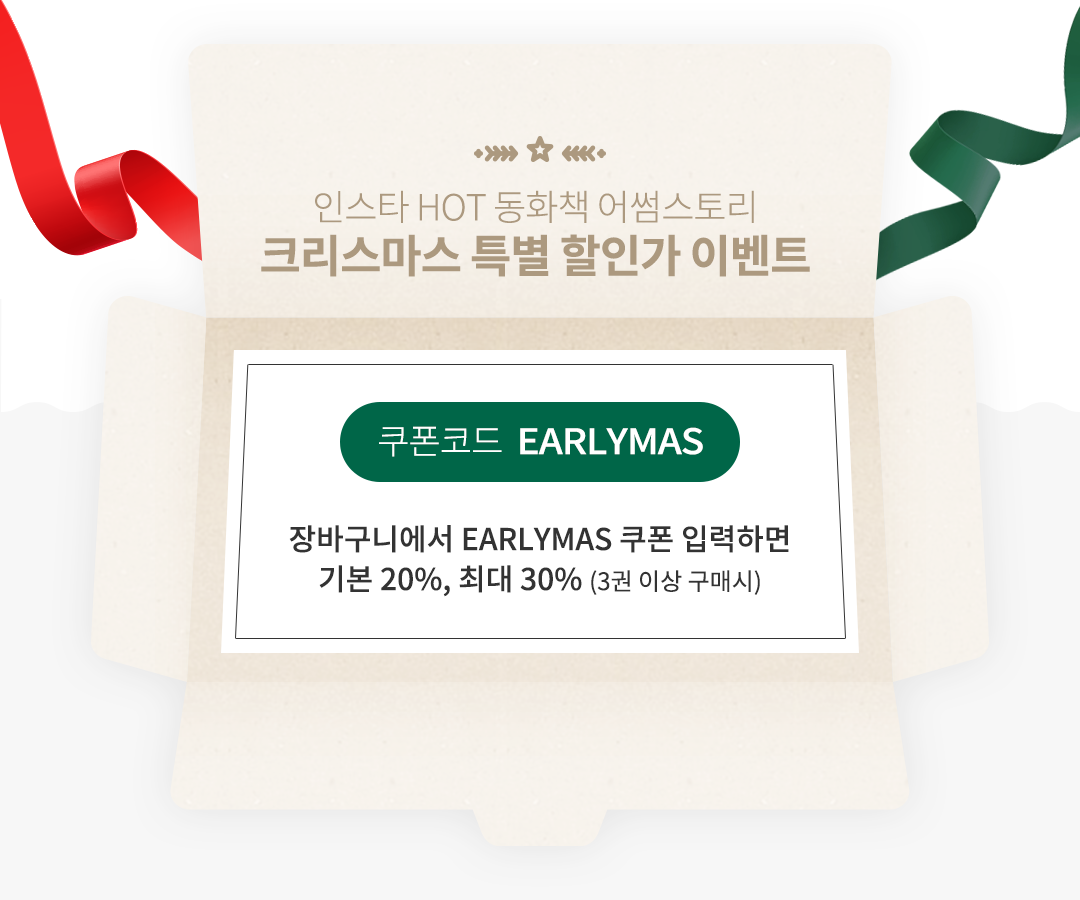 인스타 HOT 동화책 어썸스토리
크리스마스 특별 할인가 이벤트
쿠폰코드 EARLYMAS
장바구니에서 EARLYMAS 쿠폰 입력하면
기본 20%, 최대 30% (3권 이상 구매시)